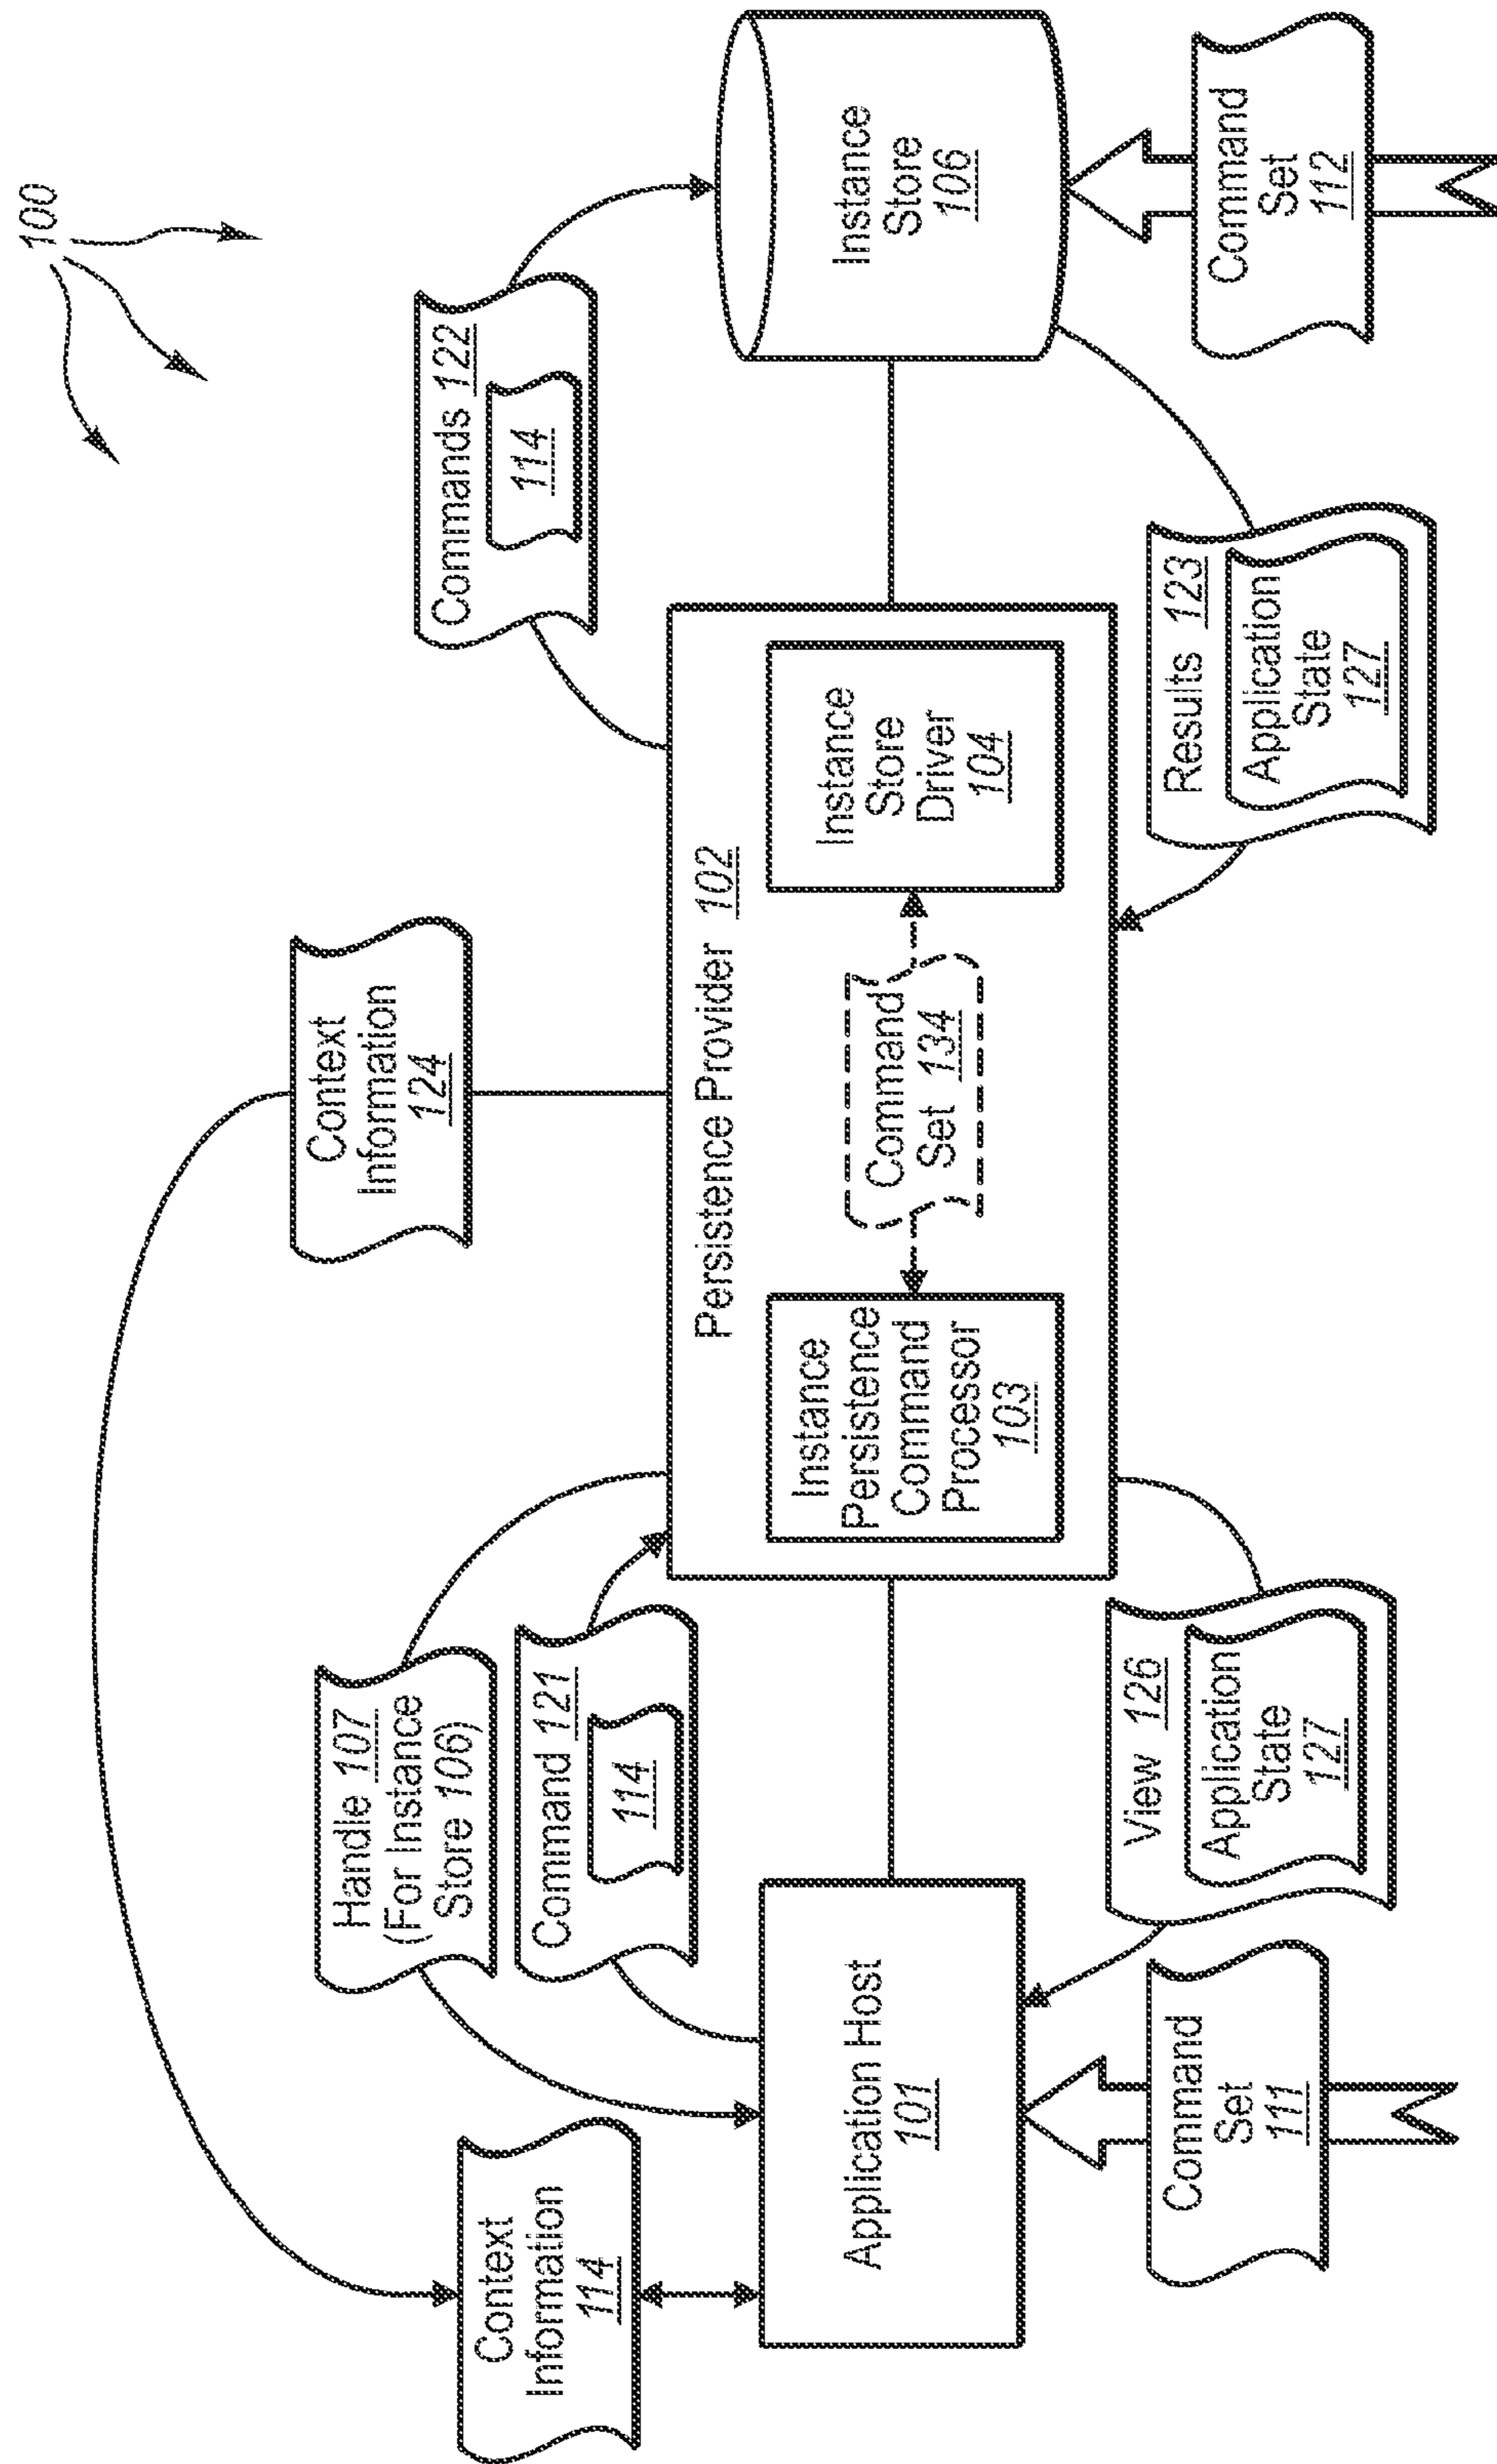 100
Context
Information
124
Commands 122
114
Handle 107
(For Instance
Store 106)
Command 121
114
Context
Information
114
Persistence Provider 102
Instance
Persistence
Command
Processor
103
Command
Set 134
Instance
Store
Driver
104
Instance
Store
106
Application Host
101
View 126
Application
State
127
Results 123
Application
State
127
Command
Set
111
Command
Set
112